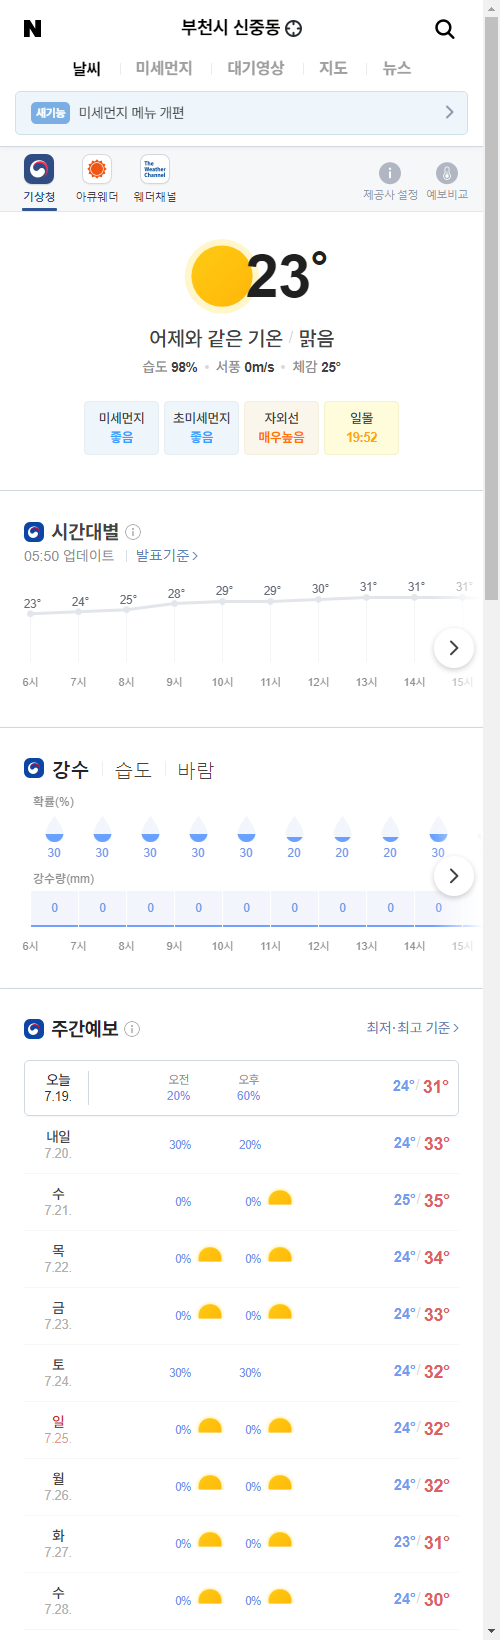 N 부천시 신중동
날씨 미세먼지 대기영상 지도 뉴스
새기능 미세먼지 메뉴 개편
The Weather Channel
기상청 아큐웨더 웨더채널 제공사 설정 예보비교
23°
어제와 같은 기온 / 맑음
습도 98% 서풍 0m/s 체감 25°
미세먼지 초미세먼지 자외선 일몰
좋음 좋음 매우높음 19:52
시간대별
05:50 업데이트 발표기준
23° 24° 25° 28° 29° 29° 30° 31° 31° 31°
6시 7시 8시 9시 10시 11시 12시 13시 14시 15시
강수 습도 바람
확률(%)
30 30 30 30 30 20 20 20 30
강수량(mm)
0 0 0 0 0 0 0 0 0
6시 7시 8시 9시 10시 11시 12시 13시 14시 15시
주간예보 최저·최고 기준
오늘 오전 오후
7.19. 20% 60% 24°/ 31°
내일
7.20. 30% 20% 24°/ 33°
수
7.21. 0% 0% 25°/ 35°
목
7.22. 0% 0% 24°/ 34°
금
7.23. 0% 0% 24°/ 33°
토
7.24. 30% 30% 24°/ 32°
일
7.25. 0% 0% 24°/ 32°
월
7.26. 0% 0% 24°/ 32°
화
7.27. 0% 0% 23°/ 31°
수
7.28. 0% 0% 24°/ 30°